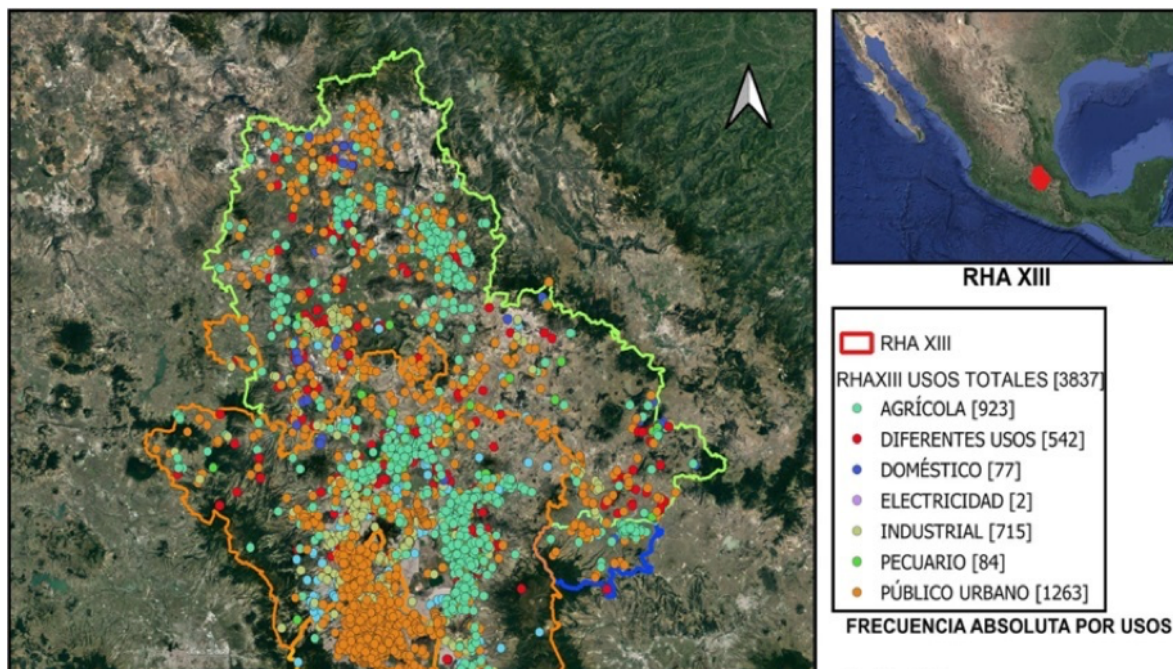 RHA XIII
RHA XIII
RHAXIII USOS TOTALES [3837]
AGRÍCOLA [923]
DIFERENTES USOS [542]
DOMÉSTICO [77]
ELECTRICIDAD [2]
INDUSTRIAL [715]
PECUARIO [84]
PÚBLICO URBANO [1263]
FRECUENCIA ABSOLUTA POR USOS